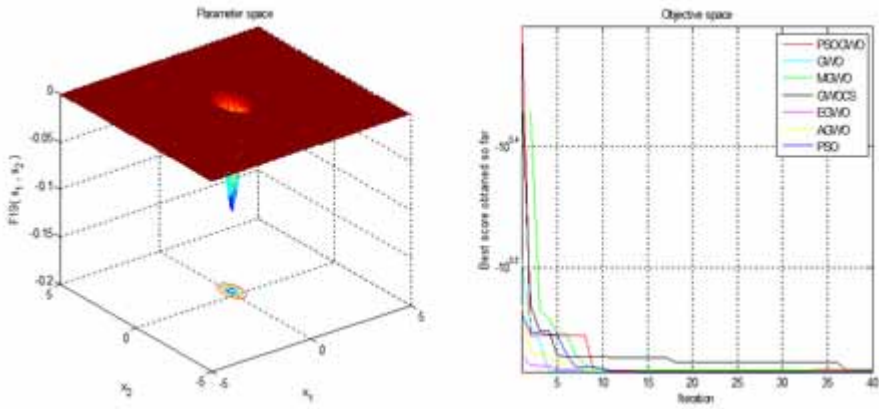 Parameter space
0
-0.05
-0.1
-0.15
-0.2
F19( x1 , x2 )
5
0
-5
x2
-5
0
5
x1
Objective space
PSOGWO
GWO
MGWO
GWOCS
EGWO
AGWO
PSO
Best score obtained so far
5
10
15
20
25
30
35
40
Iteration